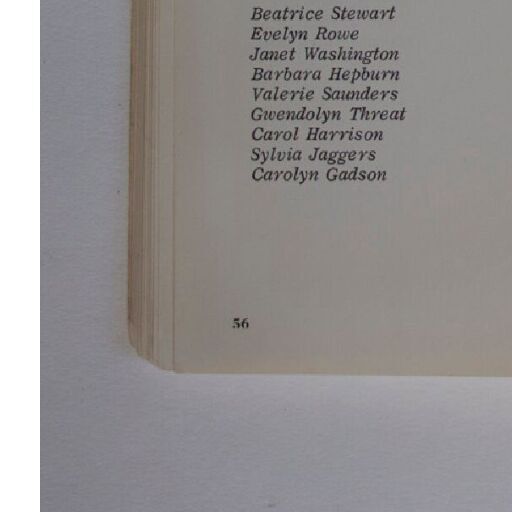 Beatrice Stewart
Evelyn Rowe
Janet Washington
Barbara Hepburn
Valerie Saunders
Gwendolyn Threat
Carol Harrison
Sylvia Jaggers
Carolyn Gadson
56